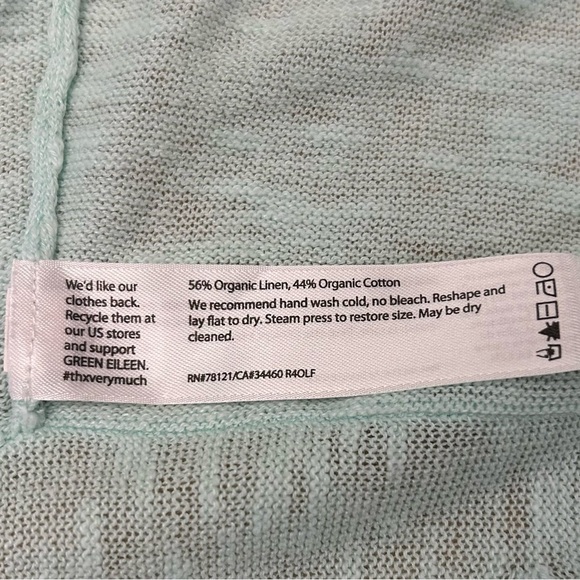 We'd like our
clothes back.
Recycle them at
our US stores
and support
GREEN EILEEN.
#thxverymuch
56% Organic Linen, 44% Organic Cotton
We recommend hand wash cold, no bleach. Reshape and
lay flat to dry. Steam press to restore size. May be dry
cleaned.
RN#78121/CA#34460 R4OLF